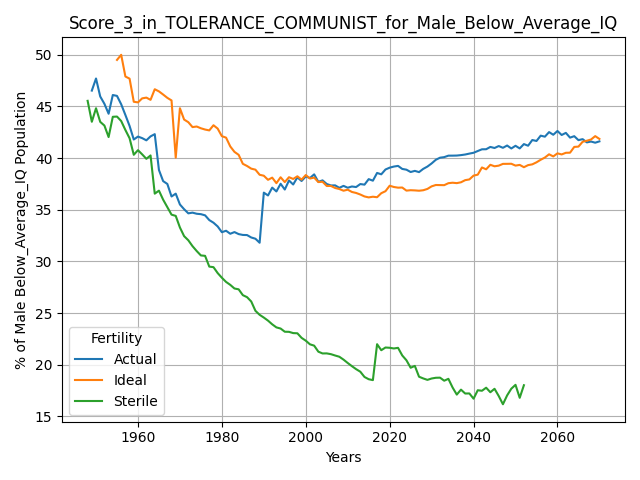 Score_3_in_TOLERANCE_COMMUNIST_for_Male_Below_Average_IQ
% of Male Below_Average_IQ Population
50
45
40
35
30
25
20
15
Fertility
Actual
Ideal
Sterile
1960 1980 2000 2020 2040 2060
Years